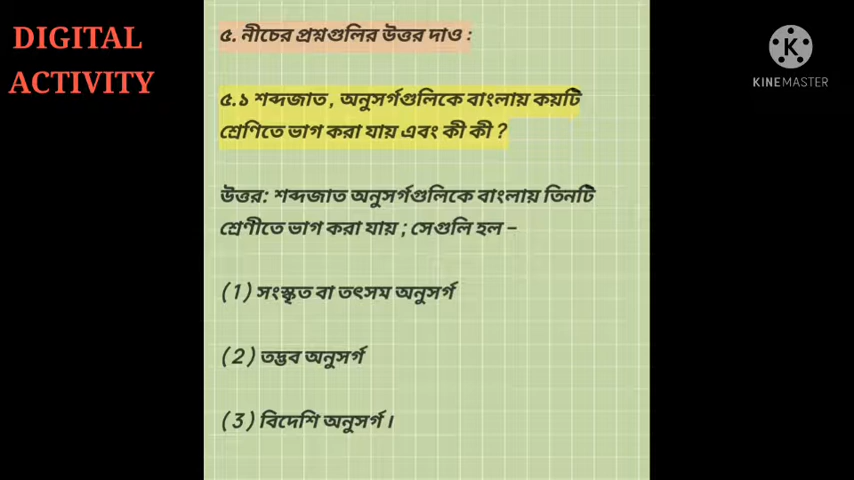 DIGITAL
ACTIVITY
৫. নীচের প্রশ্নগুলির উত্তর দাও :
৫.১ শব্দজাত , অনুসর্গগুলিকে বাংলায় কয়টি
শ্রেণিতে ভাগ করা যায় এবং কী কী ?
উত্তর: শব্দজাত অনুসর্গগুলিকে বাংলায় তিনটি
শ্রেণীতে ভাগ করা যায় ; সেগুলি হল –
(1) সংস্কৃত বা তৎসম অনুসর্গ
(2) তদ্ভব অনুসর্গ
(3) বিদেশি অনুসর্গ।
K
KINEMASTER